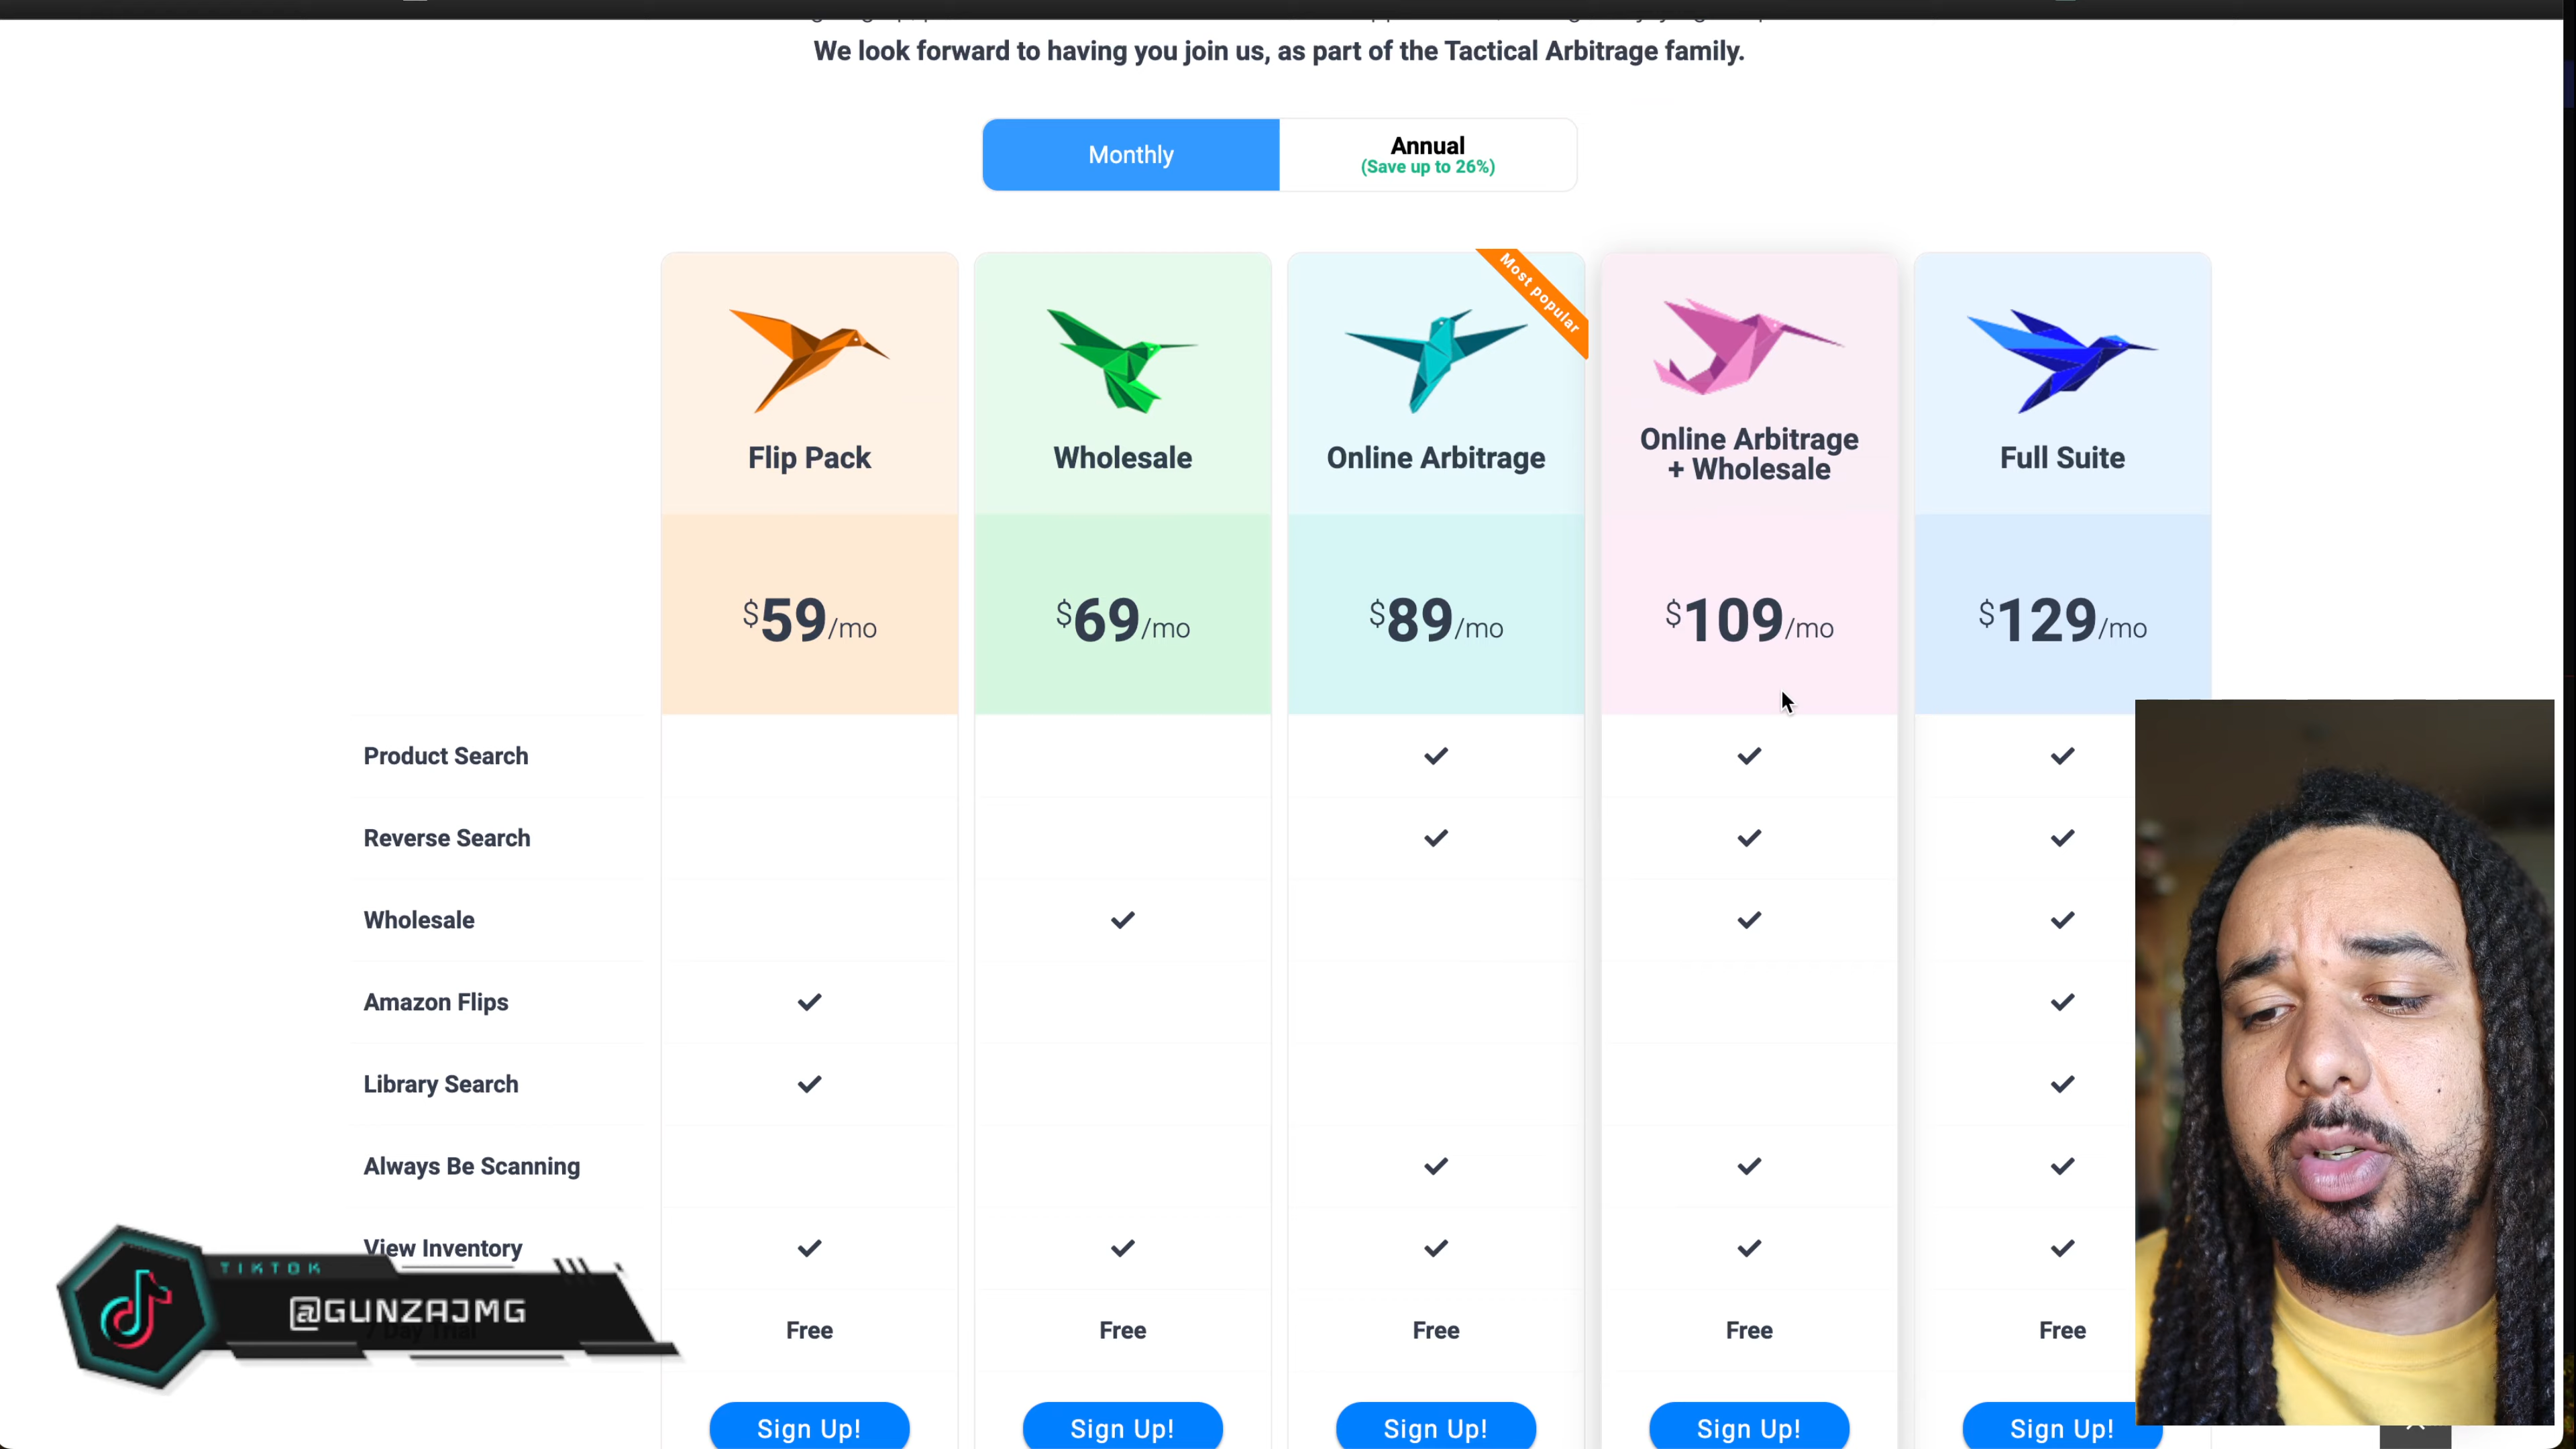 We look forward to having you join us, as part of the Tactical Arbitrage family.
Monthly
Annual
(Save up to 26%)
Most popular
Flip Pack
Wholesale
Online Arbitrage
Online Arbitrage
+ Wholesale
Full Suite
$59/mo
$69/mo
$89/mo
$109/mo
$129/mo
Product Search
Reverse Search
Wholesale
Amazon Flips
Library Search
Always Be Scanning
View Inventory
TIKTOK
@GUNZAJMG
Day Trial
Free
Free
Free
Free
Free
Sign Up!
Sign Up!
Sign Up!
Sign Up!
Sign Up!